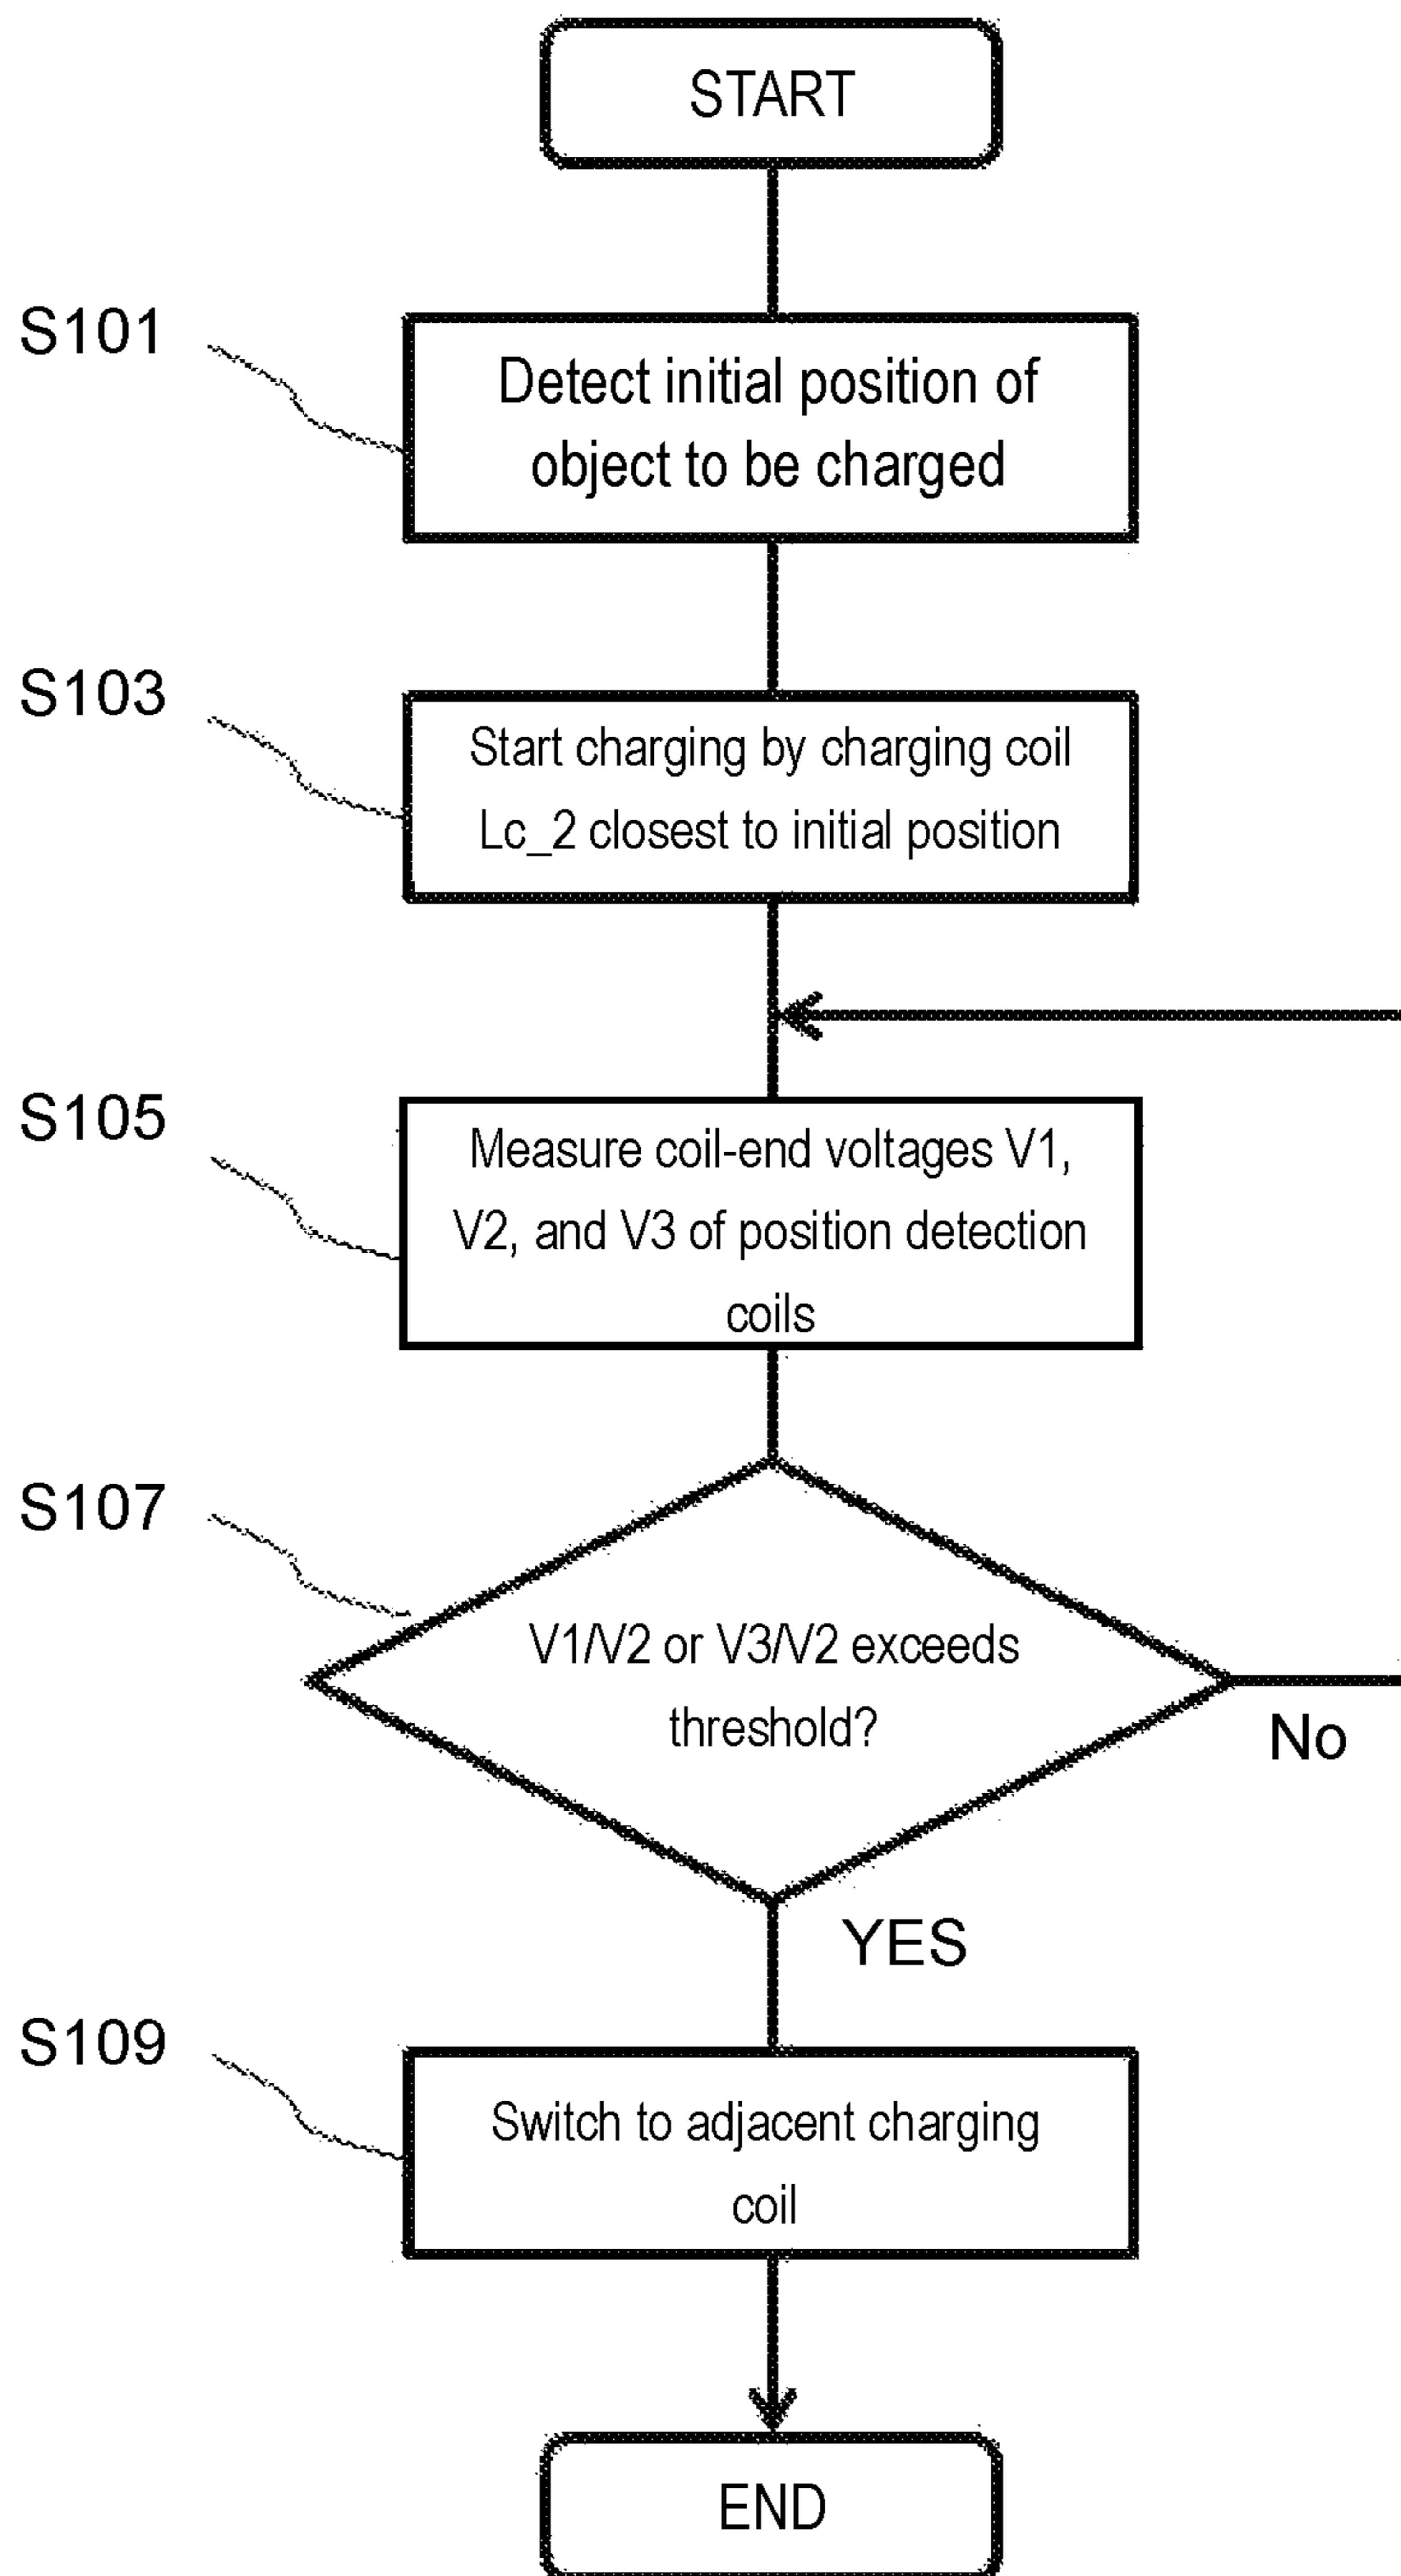 START
S101
Detect initial position of
object to be charged
S103
Start charging by charging coil
Lc_2 closest to initial position
S105
Measure coil-end voltages V1,
V2, and V3 of position detection
coils
S107
V1/V2 or V3/V2 exceeds
threshold?
No
YES
S109
Switch to adjacent charging
coil
END